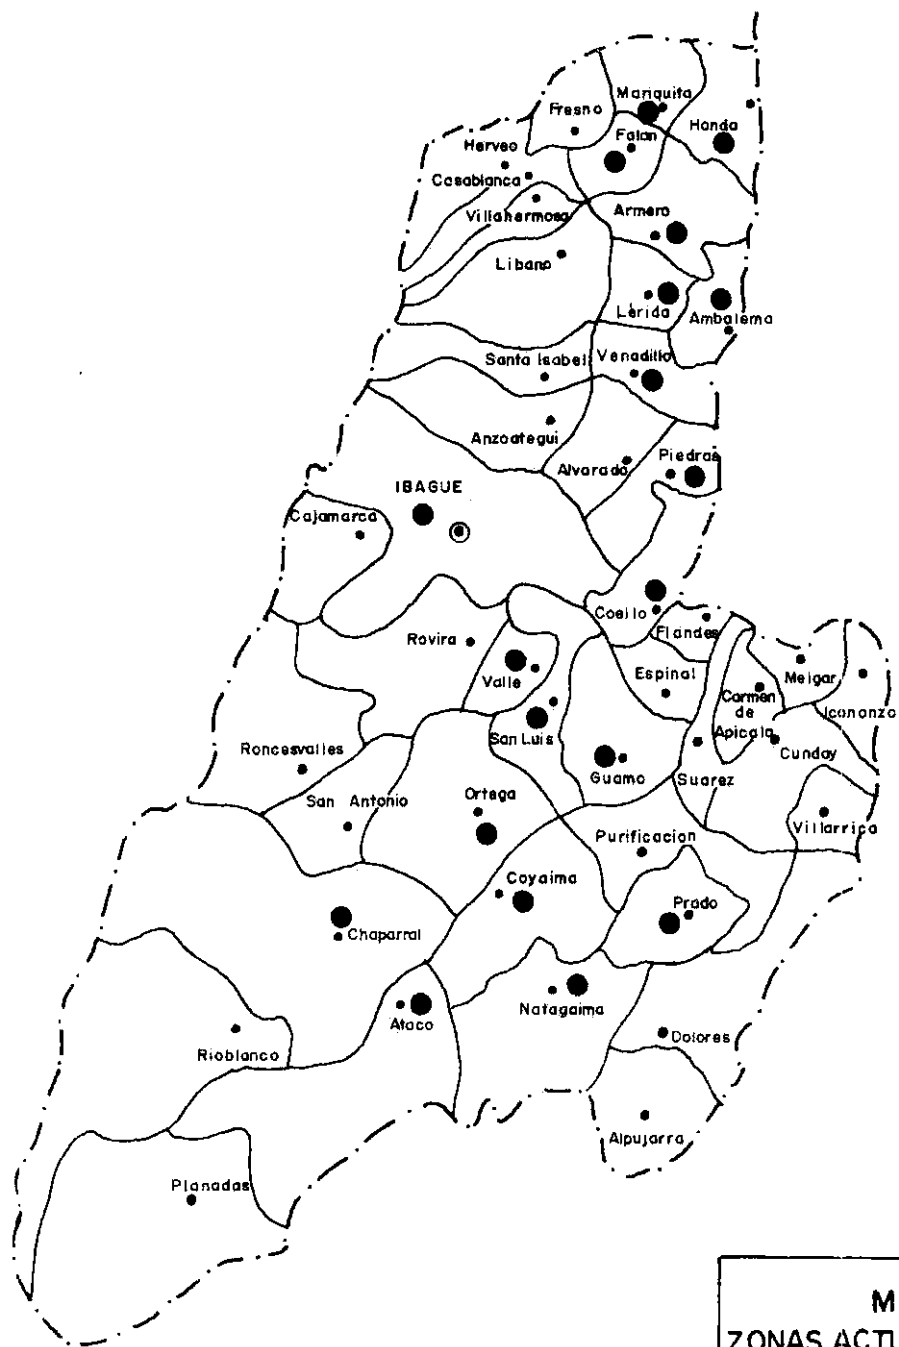 Mariquita
Fresno
Honda
Falan
Herveo
Casablanca
Villahermosa
Armero
Libano
Lerida
Ambalema
Santa Isabel
Venadillo
Anzoategui
Alvarado
Piedras
IBAGUE
Cajamarca
Coello
Flandes
Rovira
Valle
Espinal
Melgar
Carmen
de
Apicala
Icononzo
San Luis
Cunday
Roncesvalles
Guamo
Suarez
San Antonio
Ortega
Villarrica
Purificacion
Coyaima
Prado
Chaparral
Natagaima
Ataco
Rioblanco
Dolores
Alpujarra
Planadas
M
ZONAS ACTU